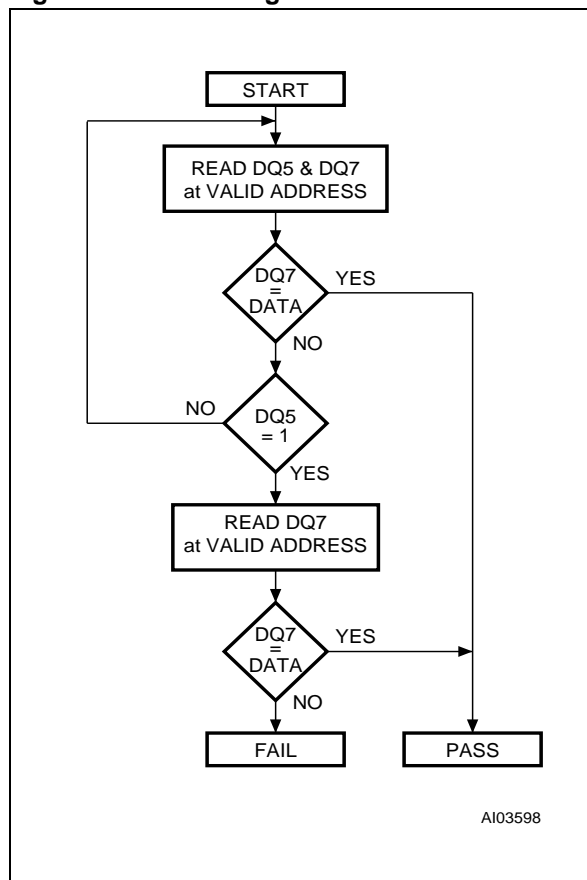 START
READ DQ5 & DQ7
at VALID ADDRESS
DQ7
=
DATA
YES
NO
DQ5
= 1
NO
YES
READ DQ7
at VALID ADDRESS
DQ7
=
DATA
YES
NO
FAIL
PASS
AI03598